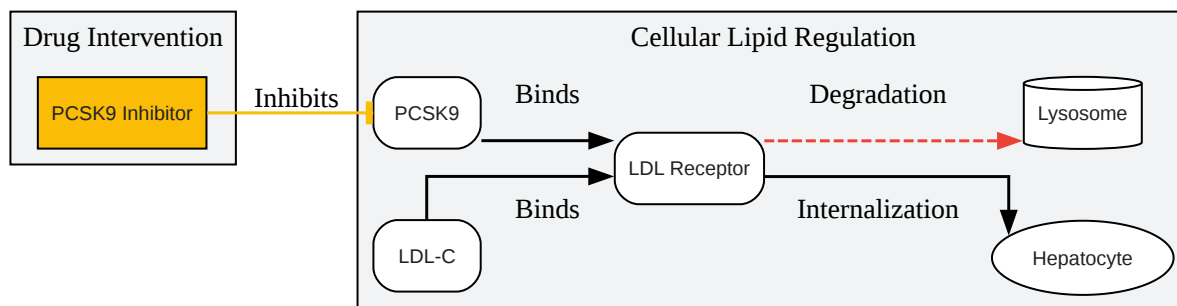 Drug Intervention
PCSK9 Inhibitor
Inhibits
Cellular Lipid Regulation
PCSK9
Binds
Degradation
Lysosome
LDL Receptor
LDL-C
Binds
Internalization
Hepatocyte